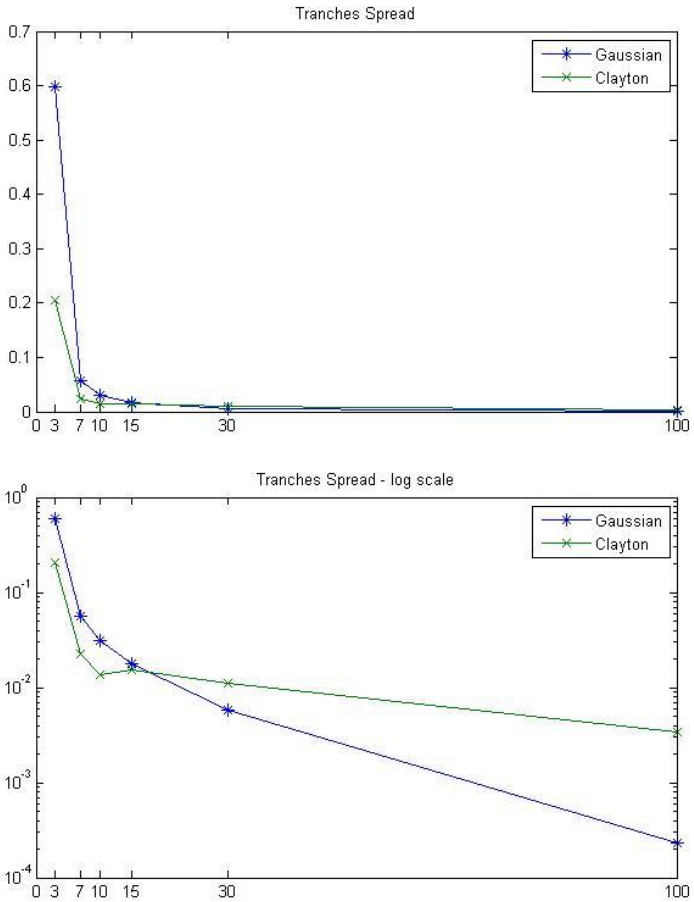 Tranches Spread
0.7
0.6
0.5
0.4
0.3
0.2
0.1
0
Gaussian
Clayton
0 3 7 10 15 30 100
Tranches Spread - log scale
10^0
10^-1
10^-2
10^-3
10^-4
Gaussian
Clayton
0 3 7 10 15 30 100